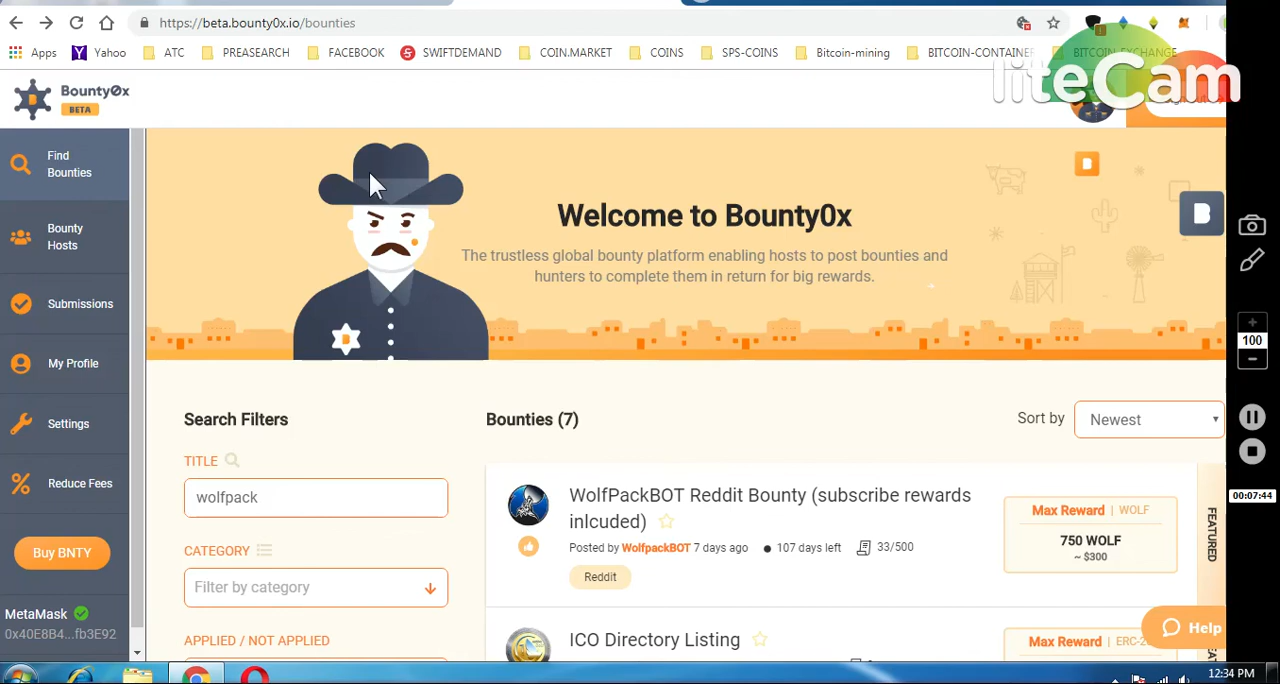 https://beta.bounty0x.io/bounties
Apps
Yahoo
ATC
PREASEARCH
FACEBOOK
SWIFTDEMAND
COIN.MARKET
COINS
SPS-COINS
Bitcoin-mining
BITCOIN-CONTAINER
BITCOIN-EXCHANGE
liteCam
Bounty0x
BETA
Find
Bounties
Bounty
Hosts
Submissions
My Profile
Settings
Reduce Fees
Buy BNTY
MetaMask
0x40E8B4...fb3E92
Welcome to Bounty0x
The trustless global bounty platform enabling hosts to post bounties and
hunters to complete them in return for big rewards.
Search Filters
TITLE
wolfpack
CATEGORY
Filter by category
APPLIED / NOT APPLIED
Bounties (7)
Sort by
Newest
WolfPackBOT Reddit Bounty (subscribe rewards
inlcuded)
Posted by WolfpackBOT 7 days ago
107 days left
33/500
Reddit
Max Reward | WOLF
750 WOLF
~ $300
FEATURED
ICO Directory Listing
Max Reward
Help
100
00:07:44
12:34 PM